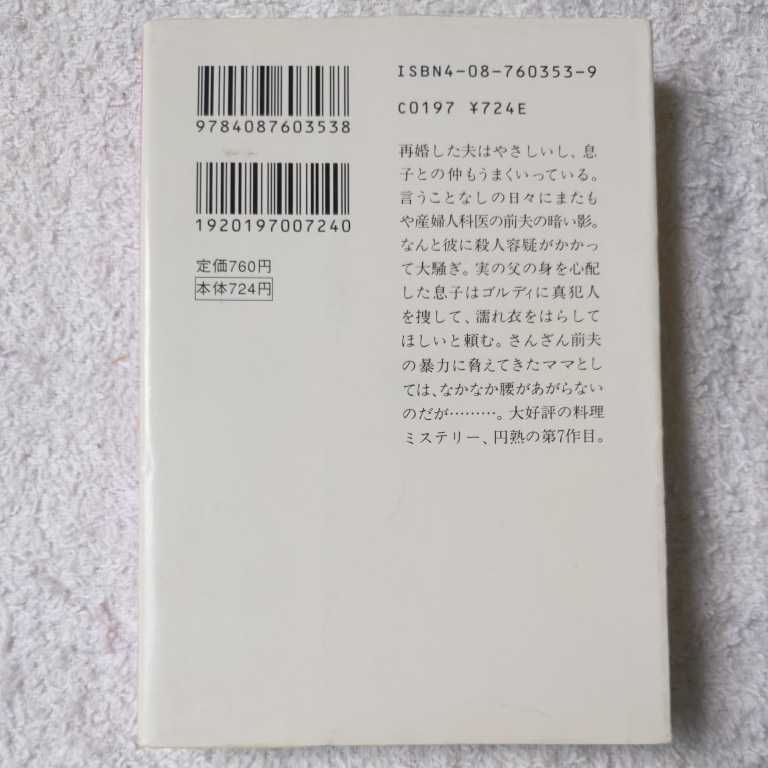 9784087603538
1920197007240
定価760円
本体724円
ISBN4-08-760353-9
C0197 ¥724E
再婚した夫はやさしいし、息
子との仲もうまくいっている。
言うことなしの日々にまたも
や産婦人科医の前夫の暗い影。
なんと彼に殺人容疑がかかっ
て大騒ぎ。実の父の身を心配
した息子はゴルディに真犯人
を捜して、濡れ衣をはらして
ほしいと頼む。さんざん前夫
の暴力に脅えてきたママとし
ては、なかなか腰があがらない
のだが………。大好評の料理
ミステリー、円熟の第7作目。